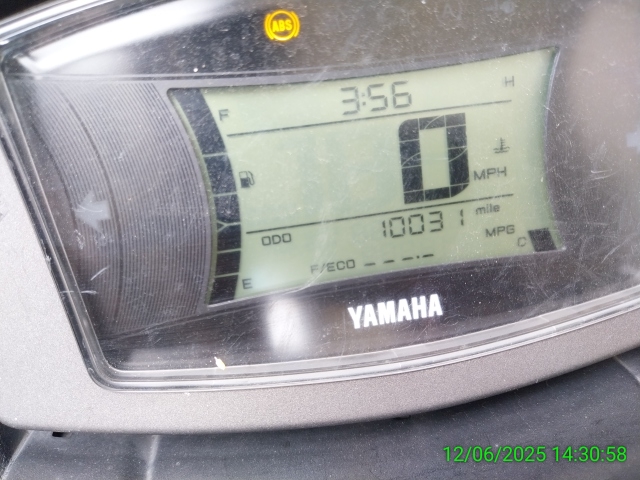 ABS
F 3:56 H
0 MPH
ODO 10031 mile
F/ECO ---.- MPG
E C
YAMAHA
12/06/2025 14:30:58